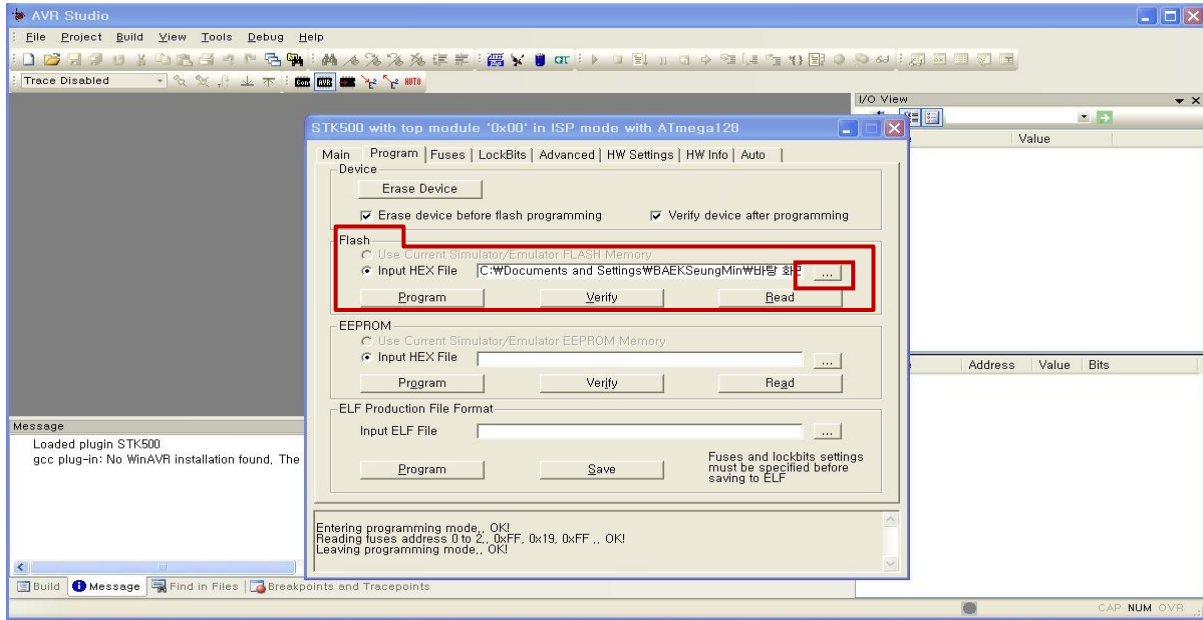 AVR Studio
File Project Build View Tools Debug Help
Trace Disabled
Con AVR AUTO
I/O View
Value
STK500 with top module '0x00' in ISP mode with ATmega128
Main Program Fuses LockBits Advanced HW Settings HW Info Auto
Device
Erase Device
Erase device before flash programming Verify device after programming
Flash
Use Current Simulator/Emulator FLASH Memory
Input HEX File C:₩Documents and Settings₩BAEKSeungMin₩바탕 ...
Program Verify Read
EEPROM
Use Current Simulator/Emulator EEPROM Memory
Input HEX File ...
Program Verify Read
Address Value Bits
ELF Production File Format
Input ELF File ...
Program Save
Fuses and lockbits settings
must be specified before
saving to ELF
Message
Loaded plugin STK500
gcc plug-in: No WinAVR installation found, The
Entering programming mode.. OK!
Reading fuses address 0 to 2.. 0xFF, 0x19, 0xFF .. OK!
Leaving programming mode.. OK!
Build Message Find in Files Breakpoints and Tracepoints
CAP NUM OVR